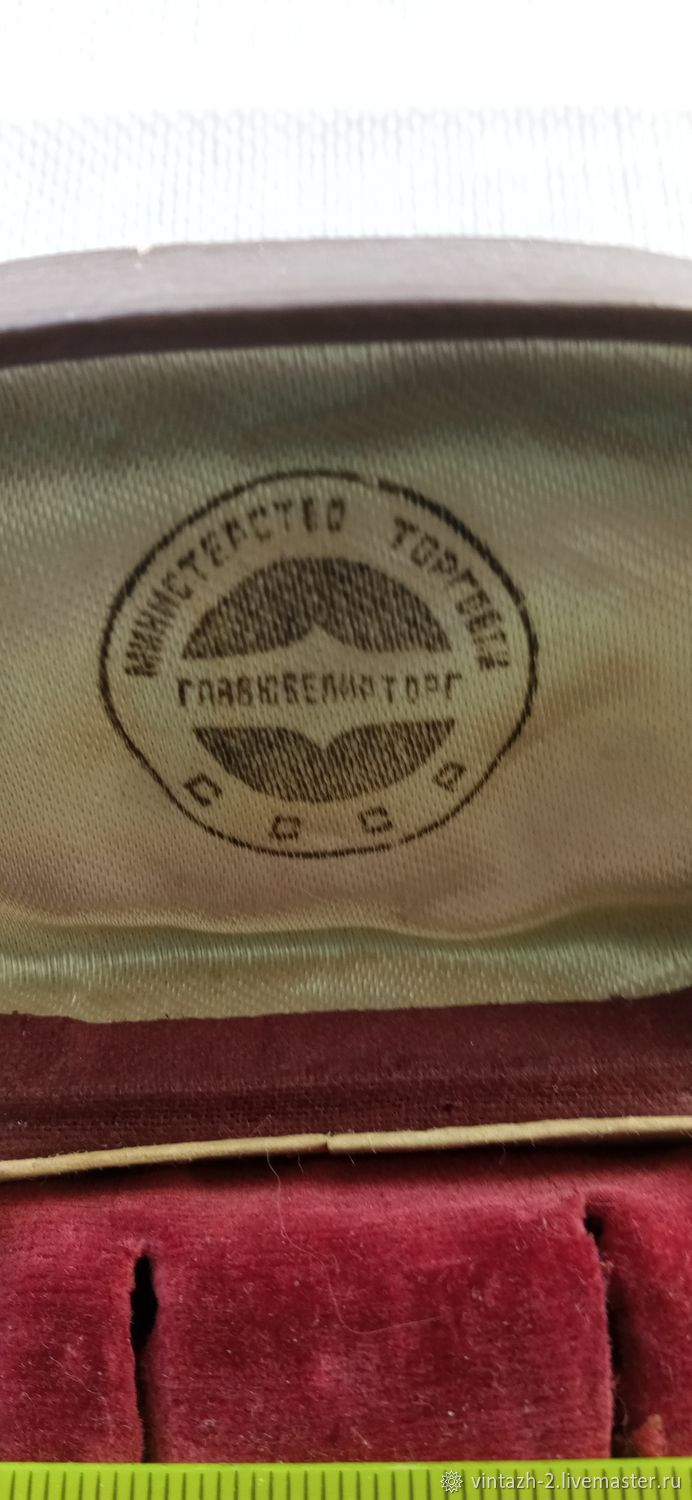 МИНИСТЕРСТВО ТОРГОВЛИ
ГЛАВЮВЕЛИРТОРГ
СССР
vintazh-2.livemaster.ru